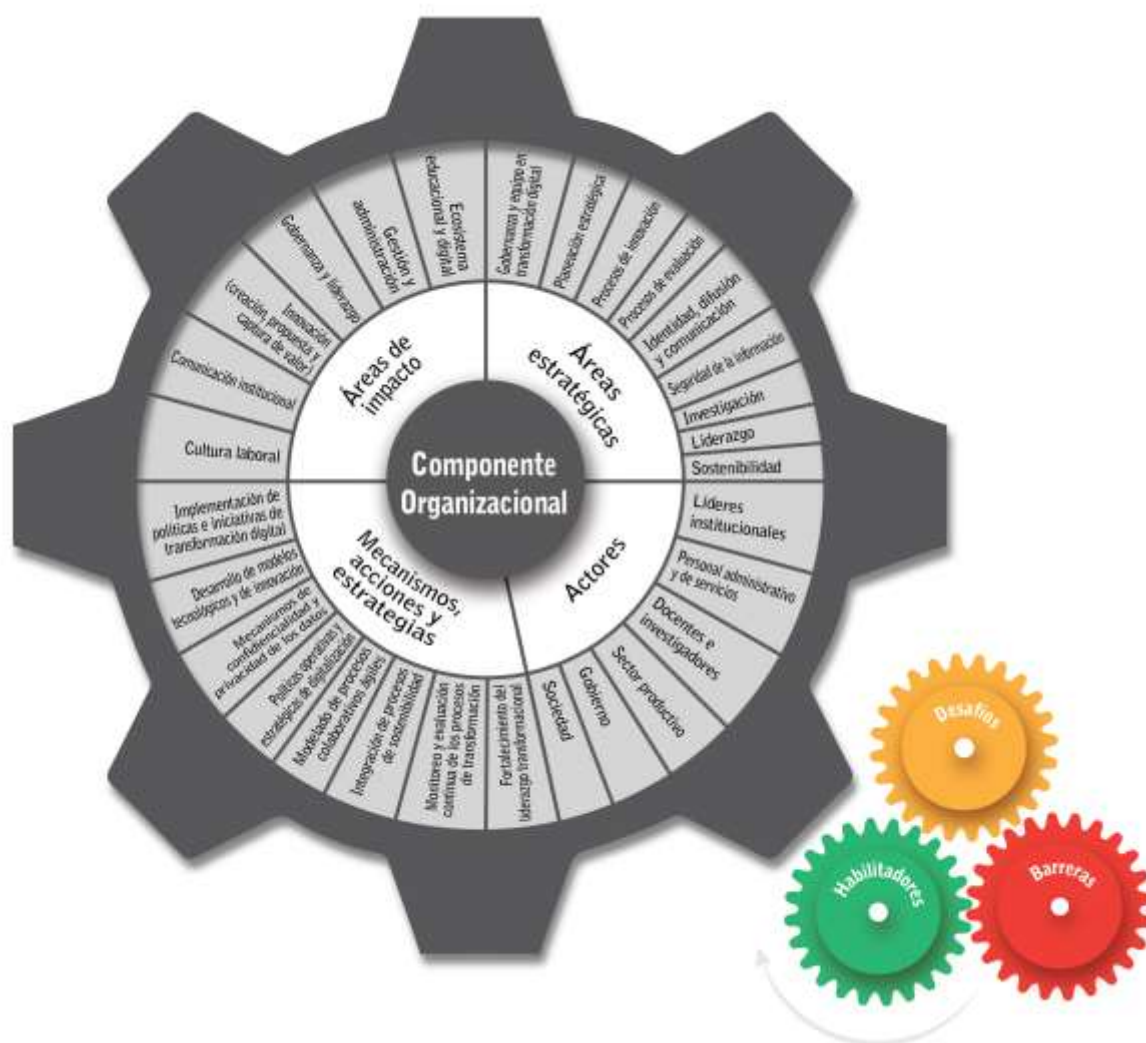 Componente
Organizacional
Áreas de
impacto
Cultura laboral
Comunicación institucional
Innovación
(creación, propuesta y
captura de valor)
Gobernanza y liderazgo
Gestión y
administración
Ecosistema
educacional y digital
Áreas
estratégicas
Gobernanza y equipo en
transformación digital
Planeación estratégica
Procesos de innovación
Procesos de evaluación
Identidad, difusión
y comunicación
Seguridad de la información
Investigación
Liderazgo
Sostenibilidad
Actores
Líderes
institucionales
Personal administrativo
y de servicios
Docentes e
investigadores
Sector productivo
Gobierno
Sociedad
Mecanismos,
acciones y
estrategias
Fortalecimiento del
liderazgo tranformacional
Monitoreo y evaluación
continua de los procesos
de transformación
Integración de procesos
de sostenibilidad
Modelado de procesos
colaborativos ágiles
Políticas operativas y
estratégicas de digitalización
Mecanismos de
confidencialidad y
privacidad de los datos
Desarrollo de modelos
tecnológicos y de innovación
Implementación de
políticas e iniciativas de
transformación digital
Desafíos
Habilitadores
Barreras